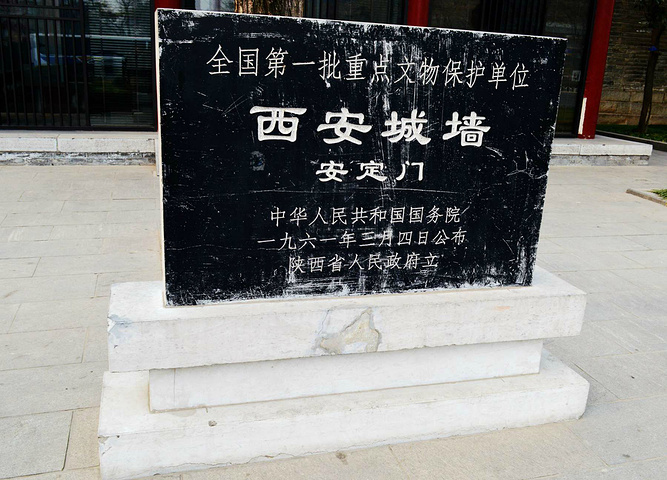 全国第一批重点文物保护单位
西安城墙
安定门
中华人民共和国国务院
一九六一年三月四日公布
陕西省人民政府立